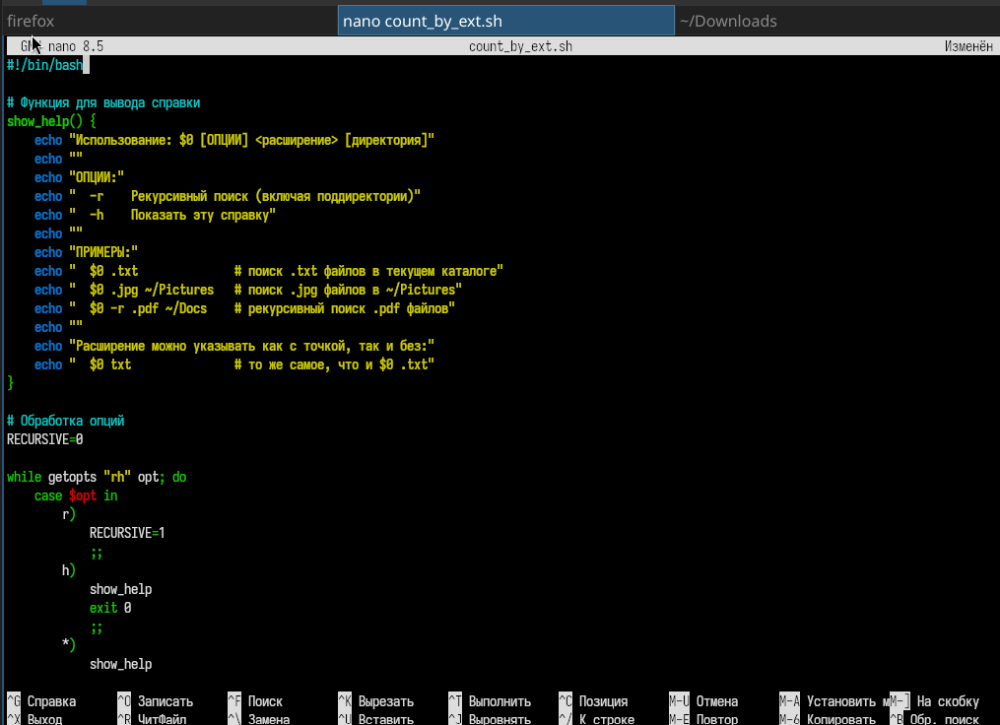 firefox
nano count_by_ext.sh
~/Downloads
nano 8.5 count_by_ext.sh Изменён
#!/bin/bash
# Функция для вывода справки
show_help() {
    echo "Использование: $0 [ОПЦИИ] <расширение> [директория]"
    echo ""
    echo "ОПЦИИ:"
    echo "  -r    Рекурсивный поиск (включая поддиректории)"
    echo "  -h    Показать эту справку"
    echo ""
    echo "ПРИМЕРЫ:"
    echo "  $0 .txt              # поиск .txt файлов в текущем каталоге"
    echo "  $0 .jpg ~/Pictures   # поиск .jpg файлов в ~/Pictures"
    echo "  $0 -r .pdf ~/Docs    # рекурсивный поиск .pdf файлов"
    echo ""
    echo "Расширение можно указывать как с точкой, так и без:"
    echo "  $0 txt               # то же самое, что и $0 .txt"
}
# Обработка опций
RECURSIVE=0
while getopts "rh" opt; do
    case $opt in
        r)
            RECURSIVE=1
            ;;
        h)
            show_help
            exit 0
            ;;
        *)
            show_help
^G Справка ^O Записать ^F Поиск ^K Вырезать ^T Выполнить ^C Позиция M-U Отмена M-A Установить м M-] На скобку
^X Выход ^R ЧитФайл ^\ Замена ^U Вставить ^J Выровнять ^/ К строке M-E Повтор M-6 Копировать ^B Обр. поиск